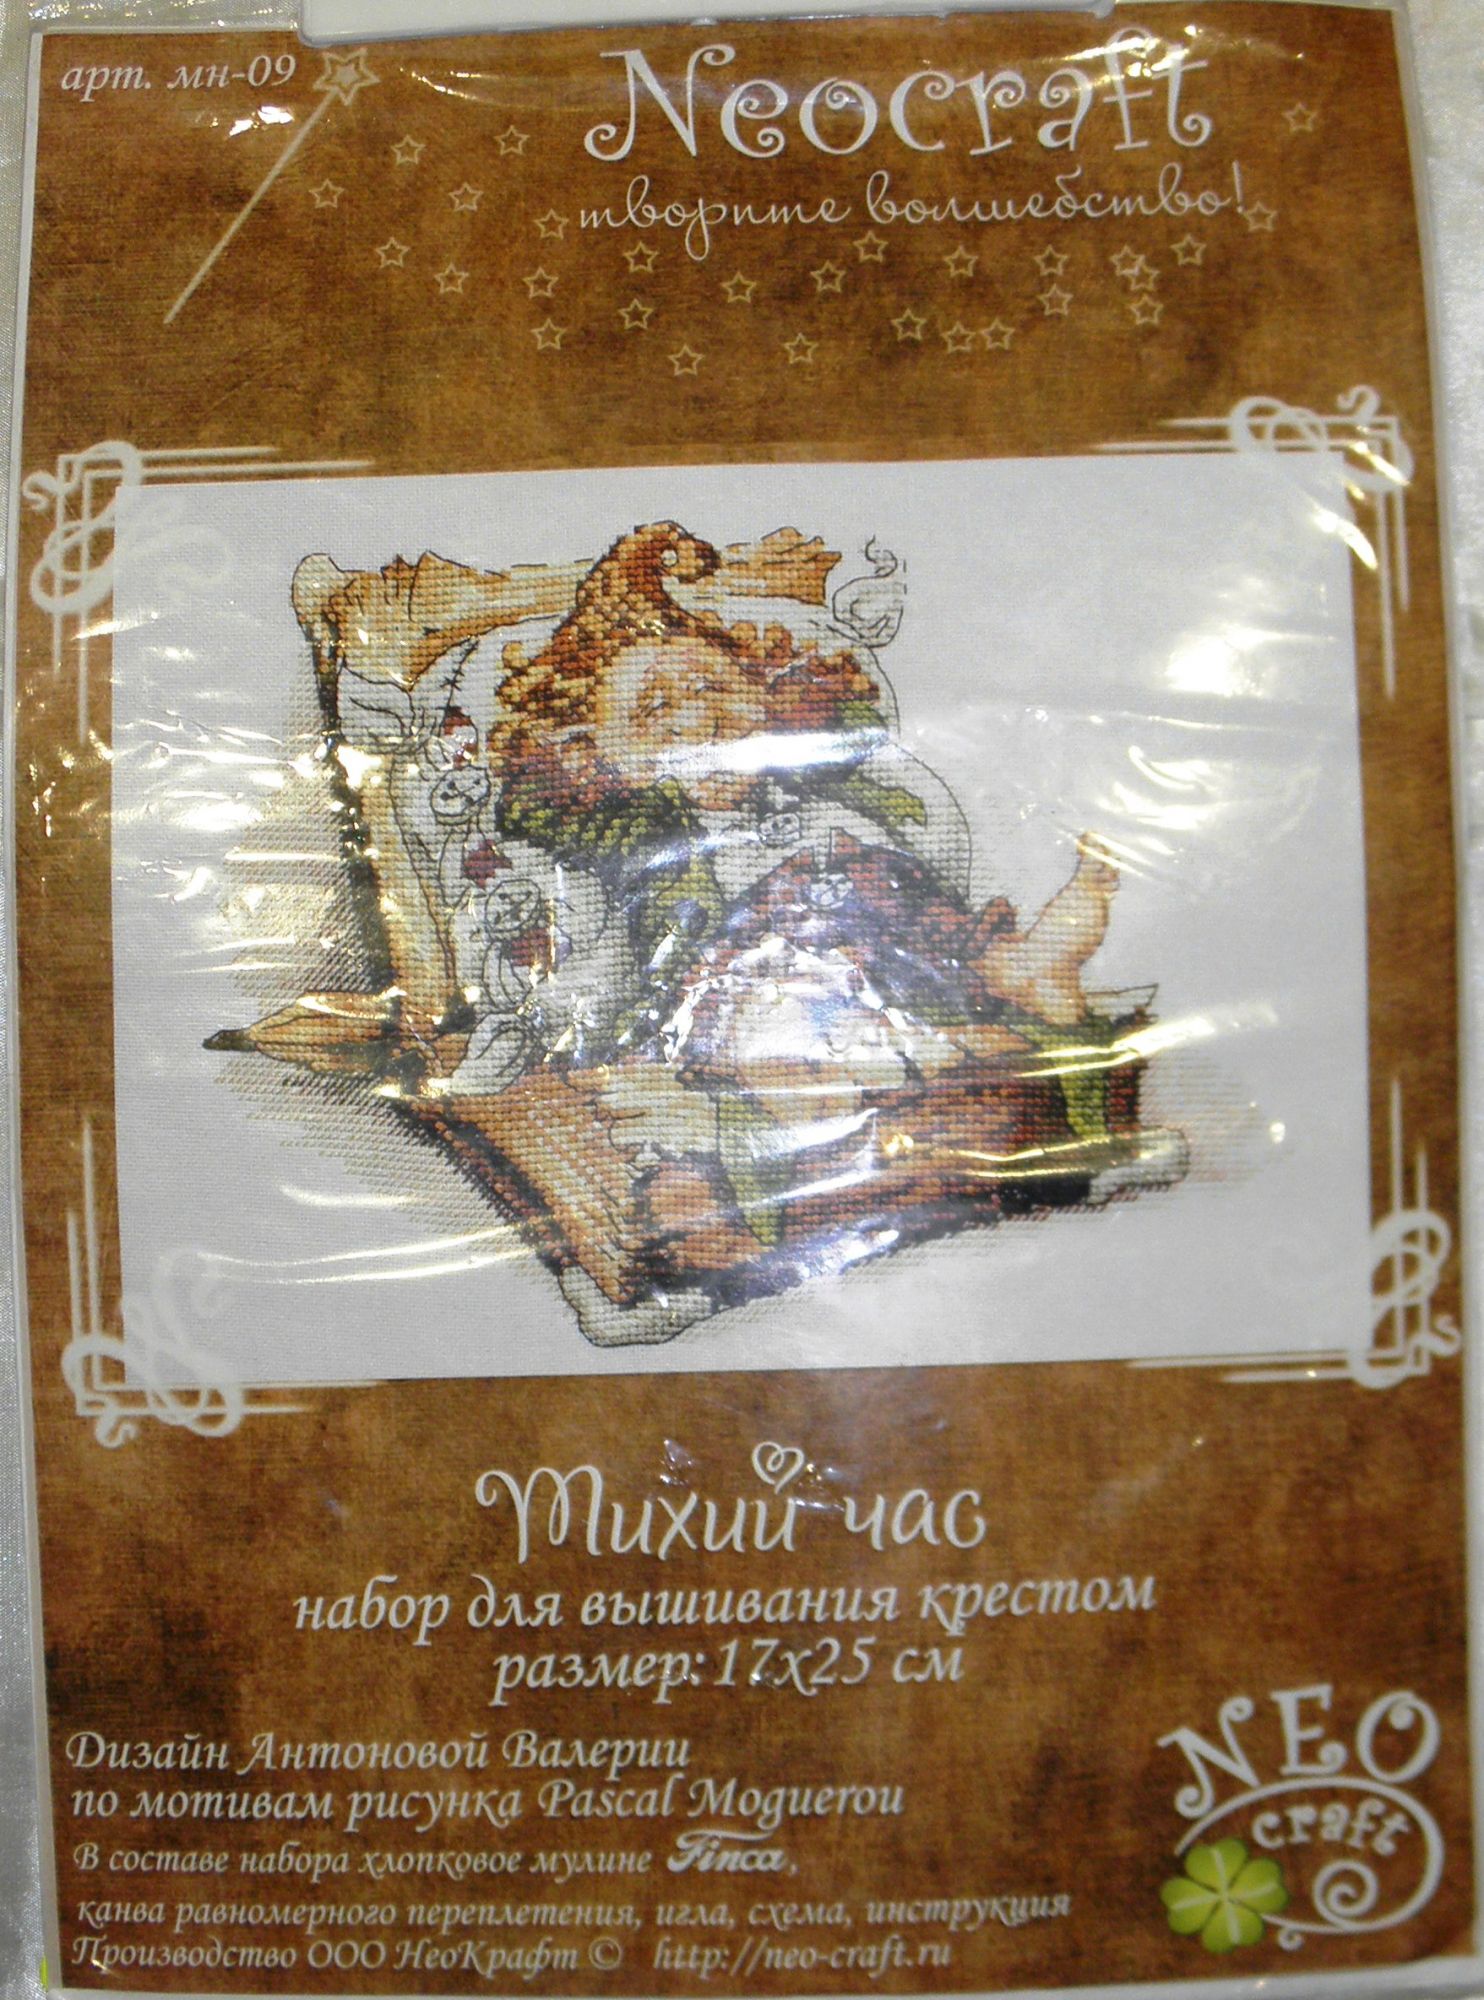 арт. мн-09
Neocraft
творите волшебство!
Тихий час
набор для вышивания крестом
размер: 17х25 см
Дизайн Антоновой Валерии
по мотивам рисунка Pascal Moguerou
В составе набора хлопковое мулине Finca,
канва равномерного переплетения, игла, схема, инструкция
Производство ООО НеоКрафт © http://neo-craft.ru
NEO
craft